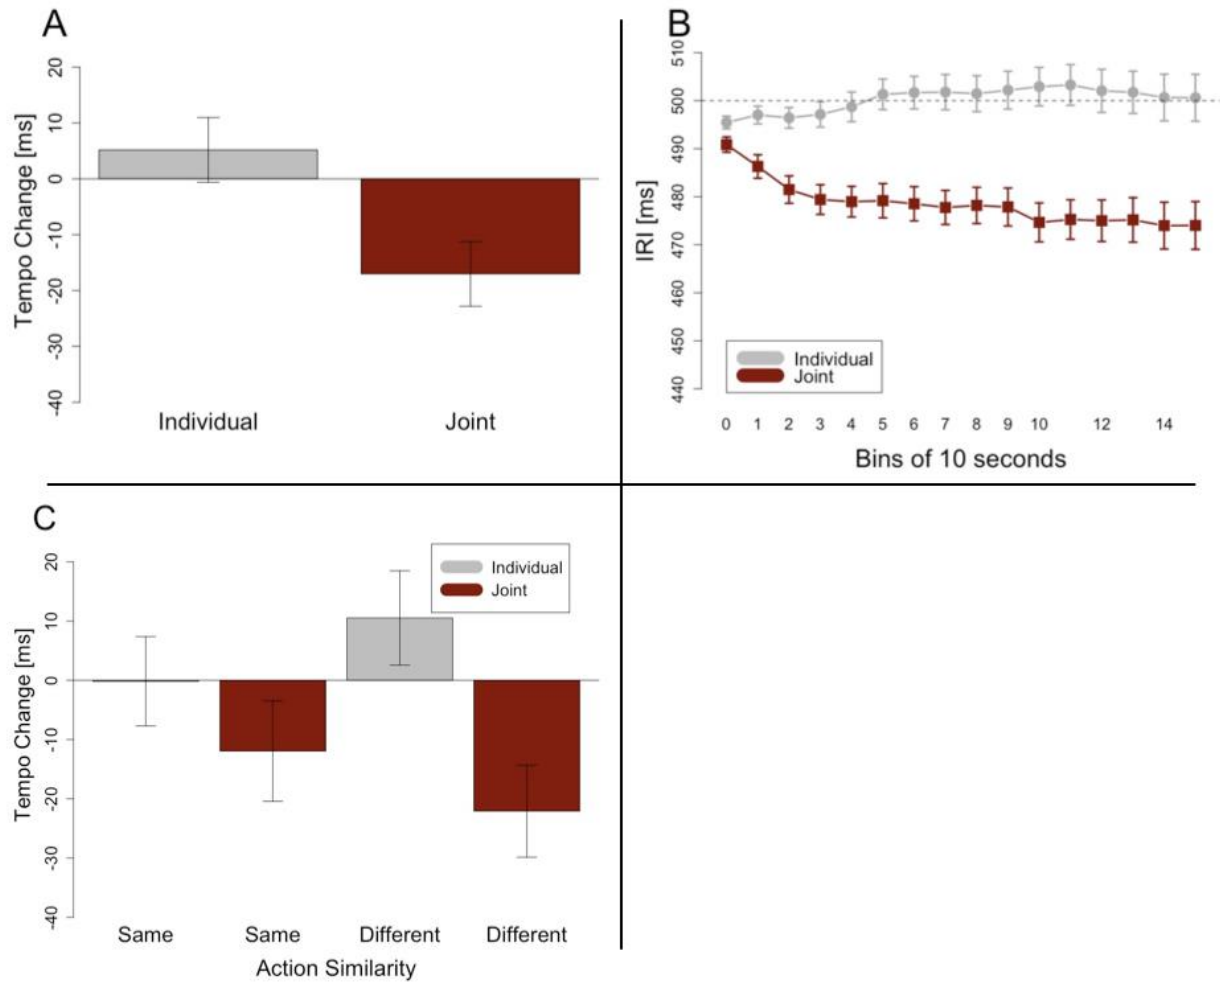 A
Tempo Change [ms]
20
10
0
-10
-20
-30
-40
Individual Joint
B
IRI [ms]
510
500
490
480
470
460
450
440
Individual
Joint
0 1 2 3 4 5 6 7 8 9 10 12 14
Bins of 10 seconds
C
Tempo Change [ms]
20
10
0
-10
-20
-30
-40
Individual
Joint
Same Same Different Different
Action Similarity